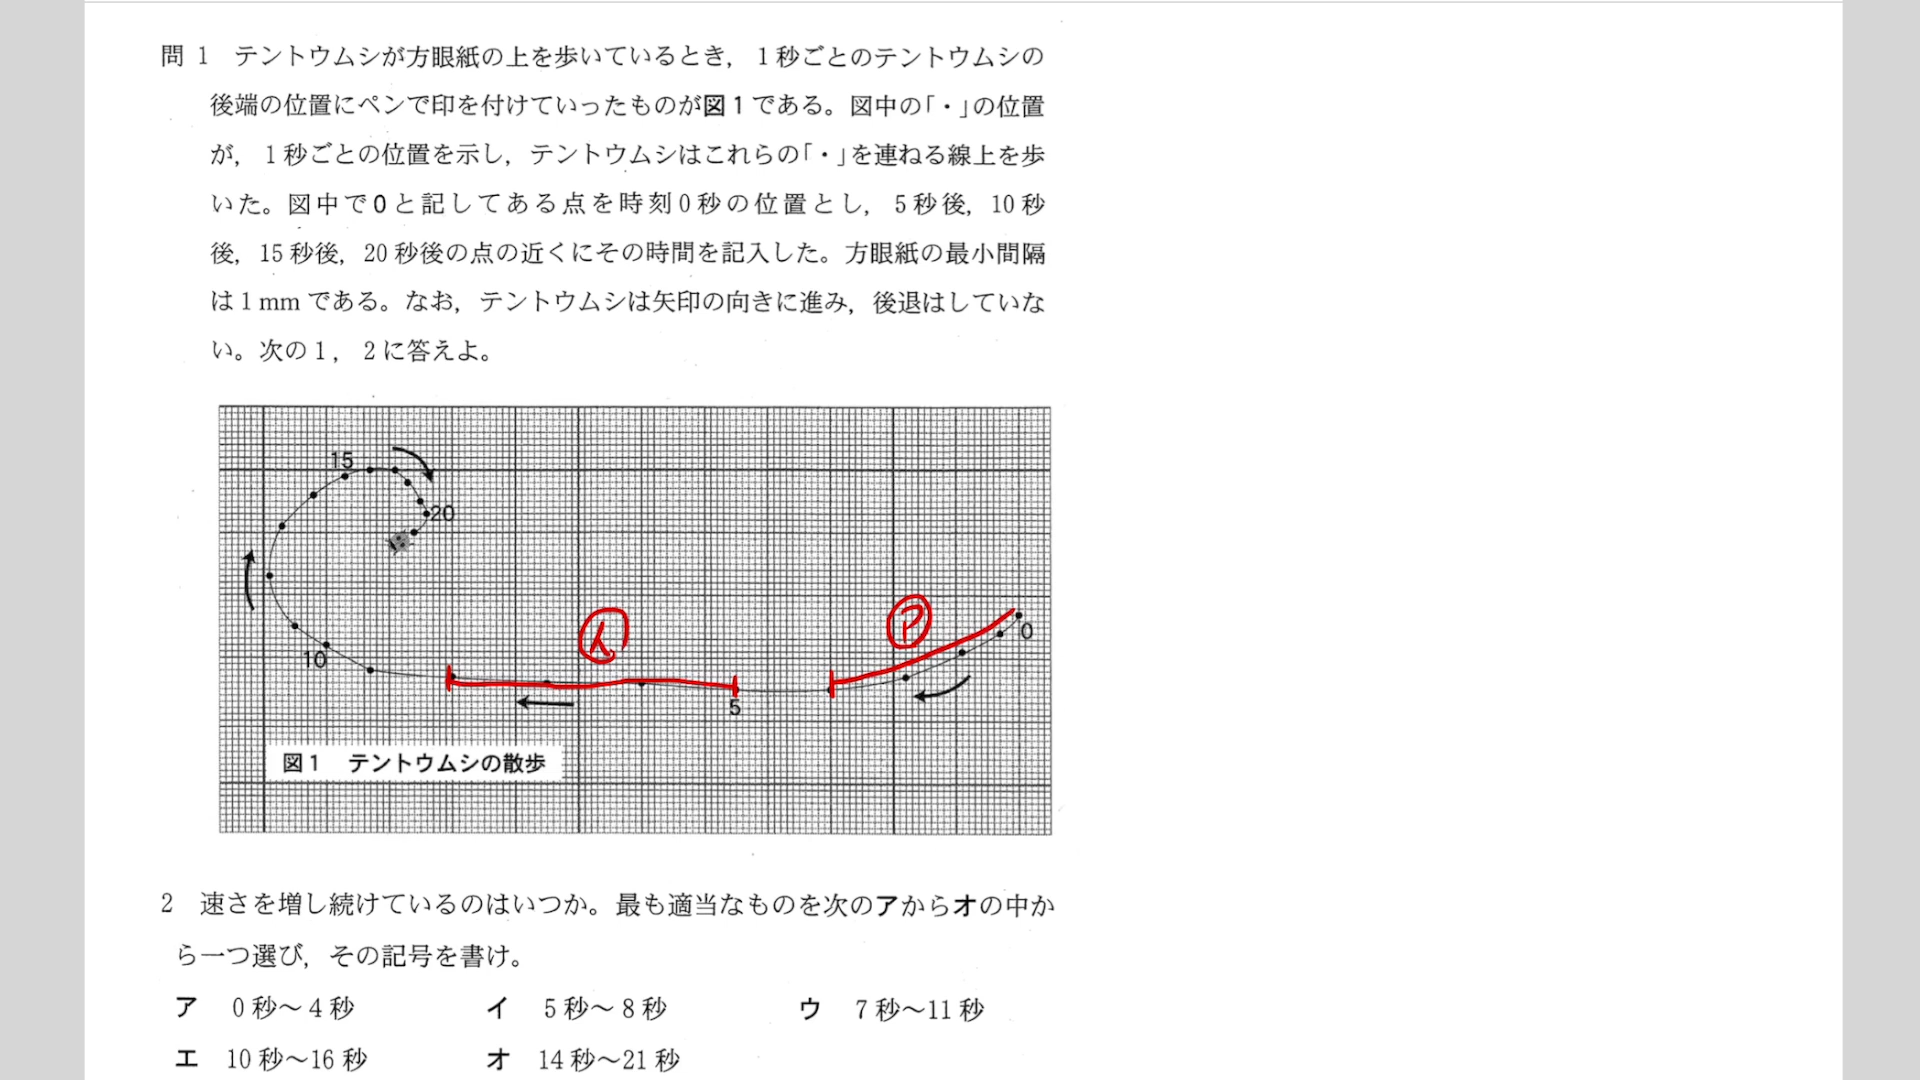 問 1 テントウムシが方眼紙の上を歩いているとき，1秒ごとのテントウムシの
後端の位置にペンで印を付けていったものが図1である。図中の「・」の位置
が，1秒ごとの位置を示し，テントウムシはこれらの「・」を連ねる線上を歩
いた。図中で0と記してある点を時刻0秒の位置とし，5秒後，10秒
後，15秒後，20秒後の点の近くにその時間を記入した。方眼紙の最小間隔
は1mmである。なお，テントウムシは矢印の向きに進み，後退はしていな
い。次の1，2に答えよ。
15
20
イ
ア
0
10
5
図1 テントウムシの散歩
2 速さを増し続けているのはいつか。最も適当なものを次のアからオの中か
ら一つ選び，その記号を書け。
ア 0秒～4秒 イ 5秒～8秒 ウ 7秒～11秒
エ 10秒～16秒 オ 14秒～21秒